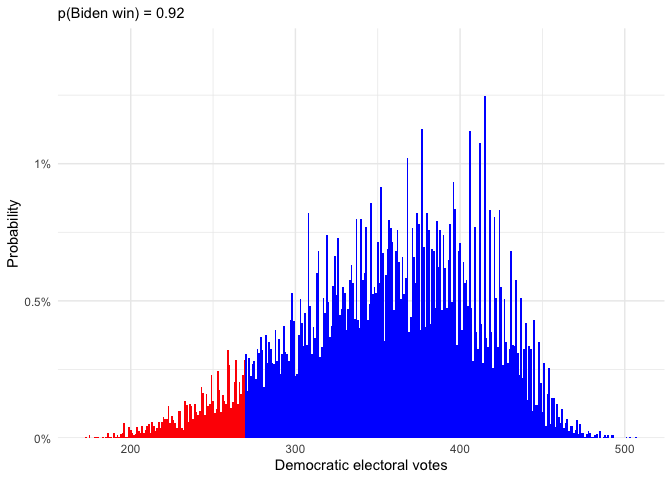 p(Biden win) = 0.92
Probability
1%
0.5%
0%
200
300
400
500
Democratic electoral votes